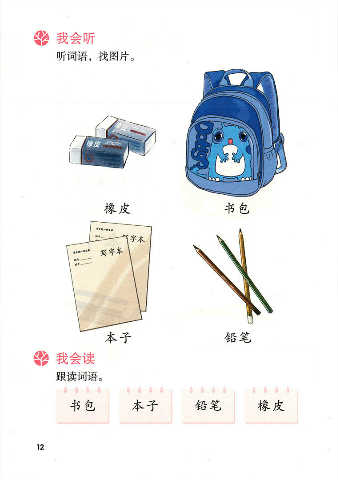 我会听
听词语，找图片。
橡皮
橡皮
书包
写字本
写字本
本子
铅笔
我会读
跟读词语。
书包 本子 铅笔 橡皮
12